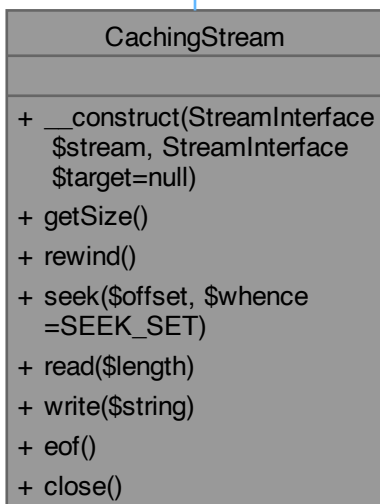 CachingStream
+ __construct(StreamInterface
$stream, StreamInterface
$target=null)
+ getSize()
+ rewind()
+ seek($offset, $whence
=SEEK_SET)
+ read($length)
+ write($string)
+ eof()
+ close()